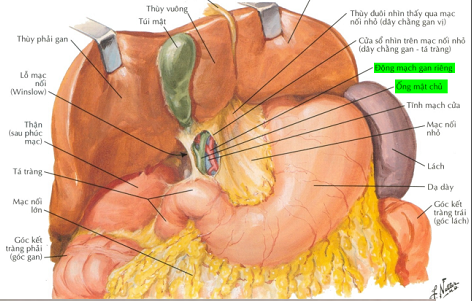 Thùy vuông
Túi mật
Thùy phải gan
Lỗ mạc
nối
(Winslow)
Thận
(sau phúc
mạc)
Tá tràng
Mạc nối
lớn
Góc kết
tràng phải
(góc gan)
Thùy đuôi nhìn thấy qua mạc
nối nhỏ (dây chằng gan vị)
Cửa sổ nhìn trên mạc nối nhỏ
(dây chằng gan - tá tràng)
Động mạch gan riêng
Ống mật chủ
Tĩnh mạch cửa
Mạc nối
nhỏ
Lách
Dạ dày
Góc kết
tràng trái
(góc lách)